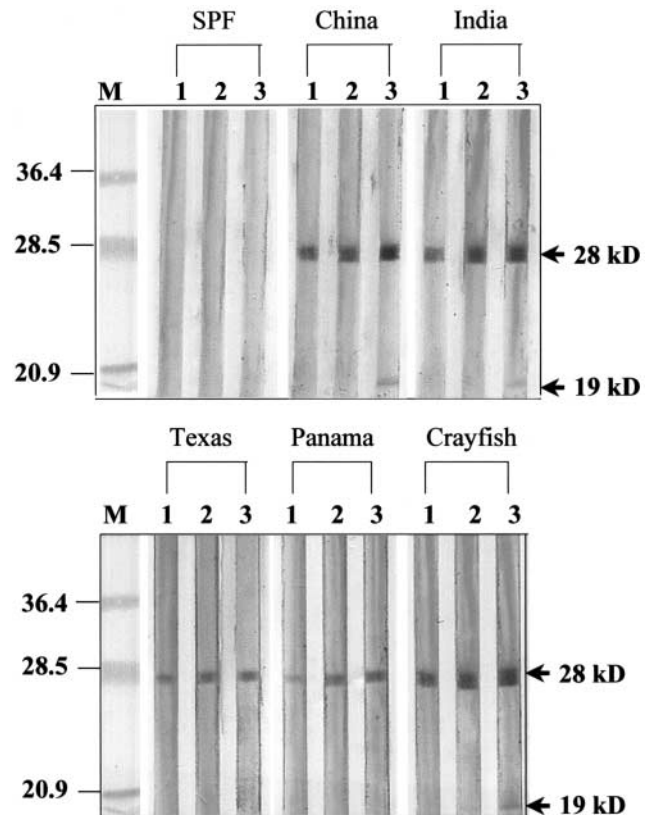 SPF China India
M 1 2 3 1 2 3 1 2 3
36.4
28.5 28 kD
20.9 19 kD
Texas Panama Crayfish
M 1 2 3 1 2 3 1 2 3
36.4
28.5 28 kD
20.9 19 kD